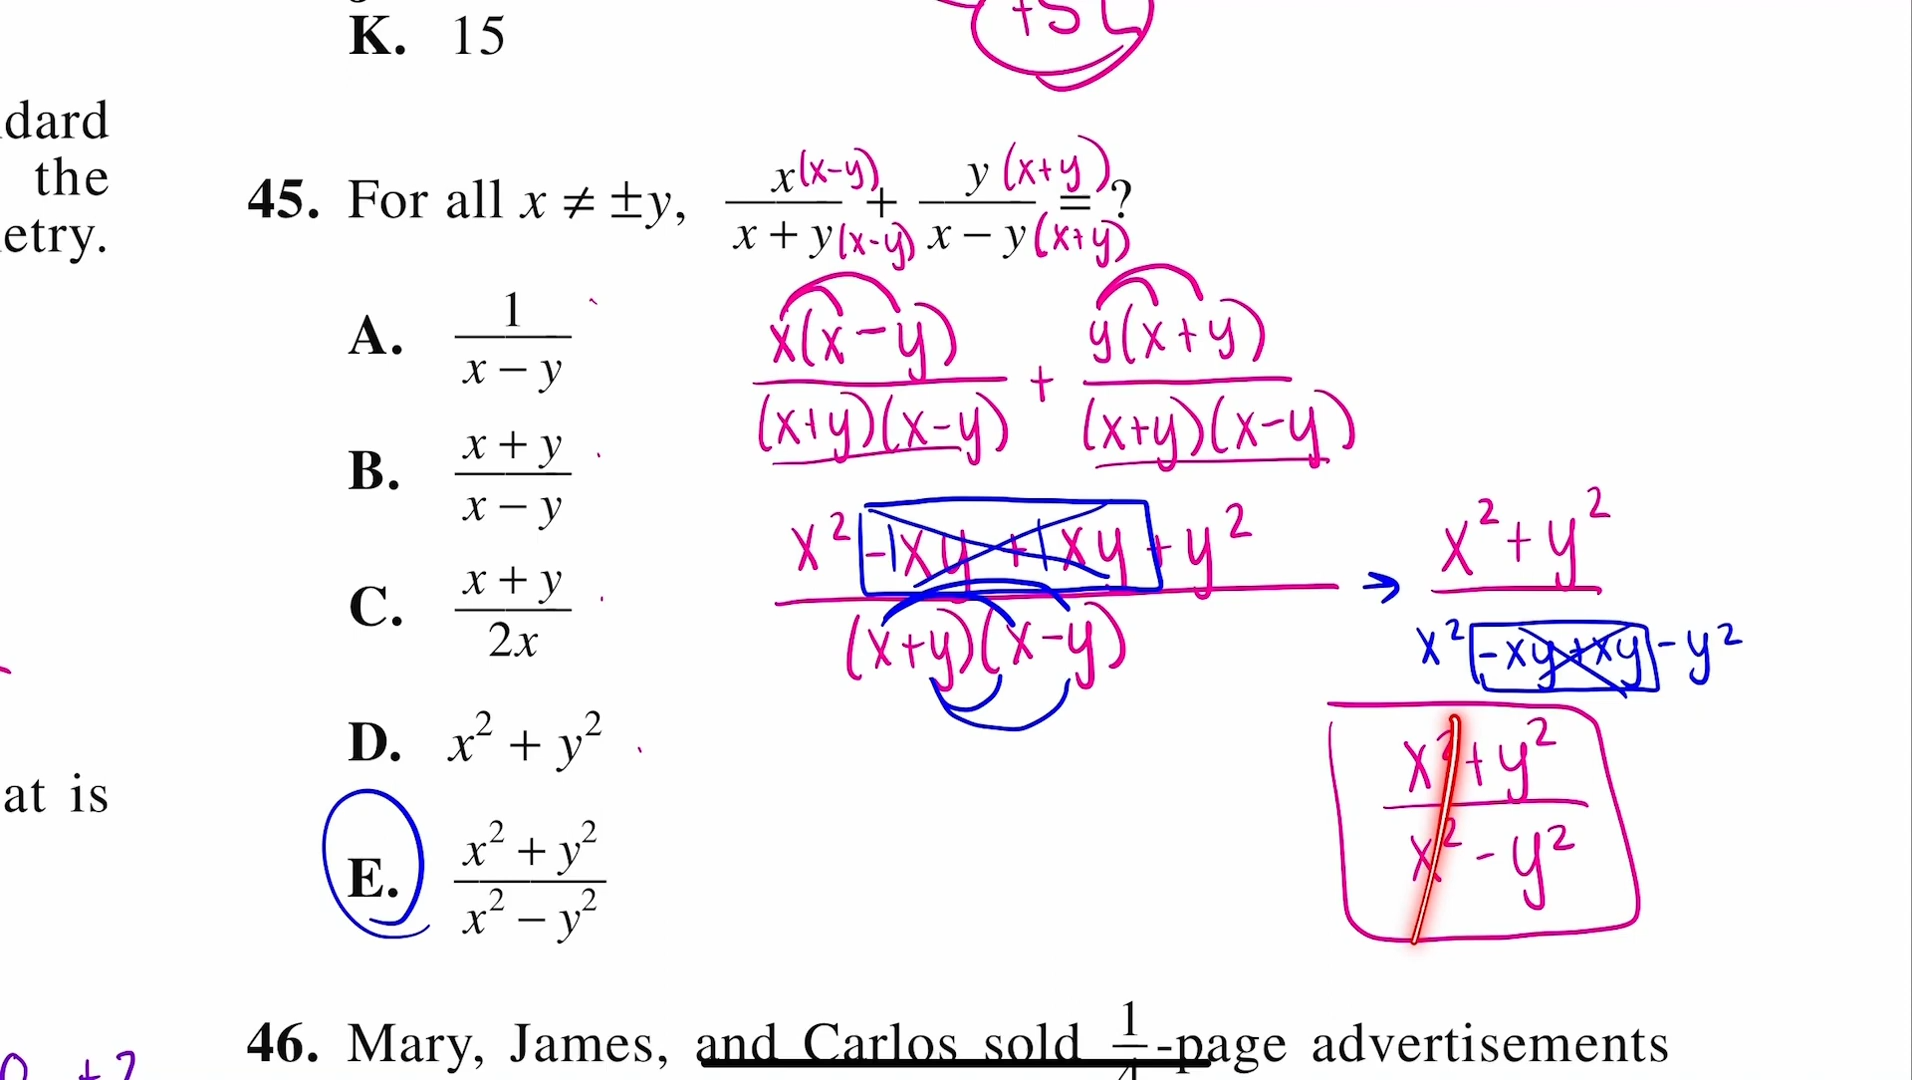 K. 15
+5
dard
the
etry.
45. For all x ≠ ±y, x(x-y)/x + y(x-y) + y(x+y)/x − y(x+y) = ?
A. 1/x − y
B. x + y/x − y
C. x + y/2x
D. x² + y²
E. x² + y²/x² − y²
x(x-y)/(x+y)(x-y) + y(x+y)/(x+y)(x-y)
x² -1xy +1xy + y²/(x+y)(x-y) → x² + y²/x² -xy +xy - y²
x² + y²/x² - y²
at is
46. Mary, James, and Carlos sold 1/4-page advertisements
+2